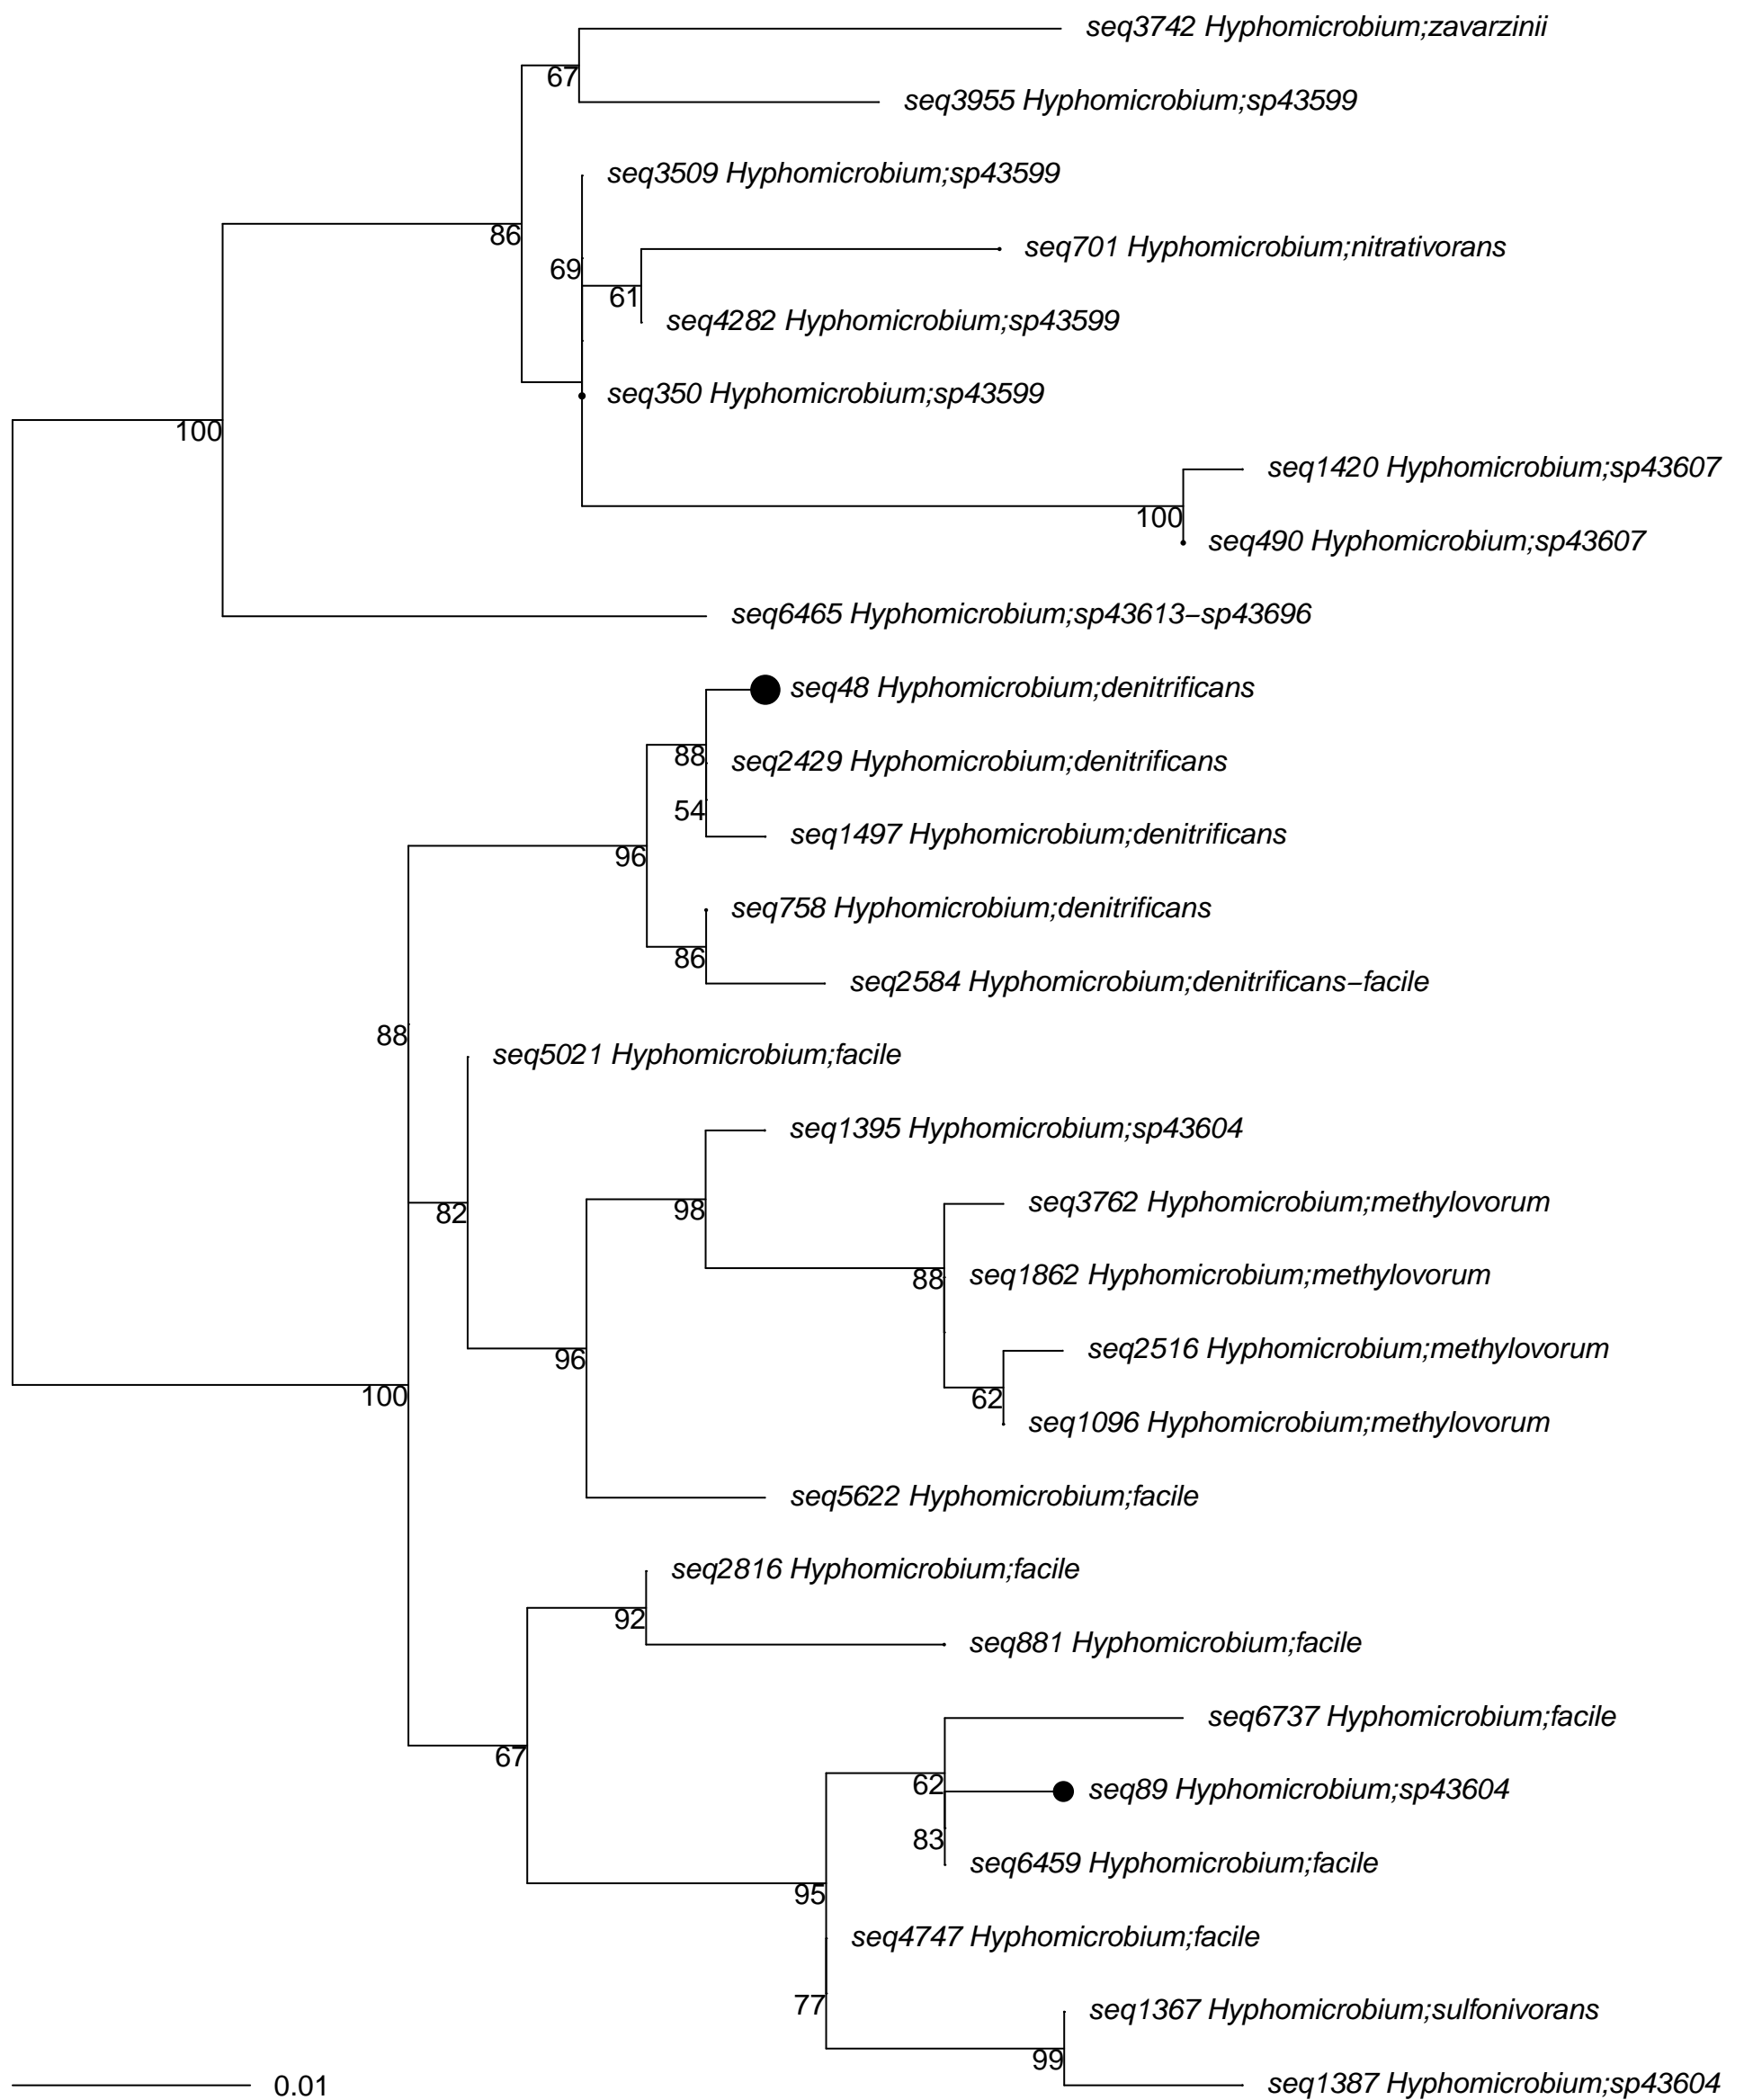 seq3742 Hyphomicrobium;zavarzinii
67
seq3955 Hyphomicrobium;sp43599
seq3509 Hyphomicrobium;sp43599
86
seq701 Hyphomicrobium;nitrativorans
69
61
seq4282 Hyphomicrobium;sp43599
seq350 Hyphomicrobium;sp43599
100
seq1420 Hyphomicrobium;sp43607
100
seq490 Hyphomicrobium;sp43607
seq6465 Hyphomicrobium;sp43613–sp43696
seq48 Hyphomicrobium;denitrificans
88
seq2429 Hyphomicrobium;denitrificans
54
seq1497 Hyphomicrobium;denitrificans
96
seq758 Hyphomicrobium;denitrificans
86
seq2584 Hyphomicrobium;denitrificans–facile
88
seq5021 Hyphomicrobium;facile
seq1395 Hyphomicrobium;sp43604
82
98
seq3762 Hyphomicrobium;methylovorum
88
seq1862 Hyphomicrobium;methylovorum
96
seq2516 Hyphomicrobium;methylovorum
100
62
seq1096 Hyphomicrobium;methylovorum
seq5622 Hyphomicrobium;facile
seq2816 Hyphomicrobium;facile
92
seq881 Hyphomicrobium;facile
seq6737 Hyphomicrobium;facile
67
62
seq89 Hyphomicrobium;sp43604
83
seq6459 Hyphomicrobium;facile
95
seq4747 Hyphomicrobium;facile
77
seq1367 Hyphomicrobium;sulfonivorans
99
seq1387 Hyphomicrobium;sp43604
0.01